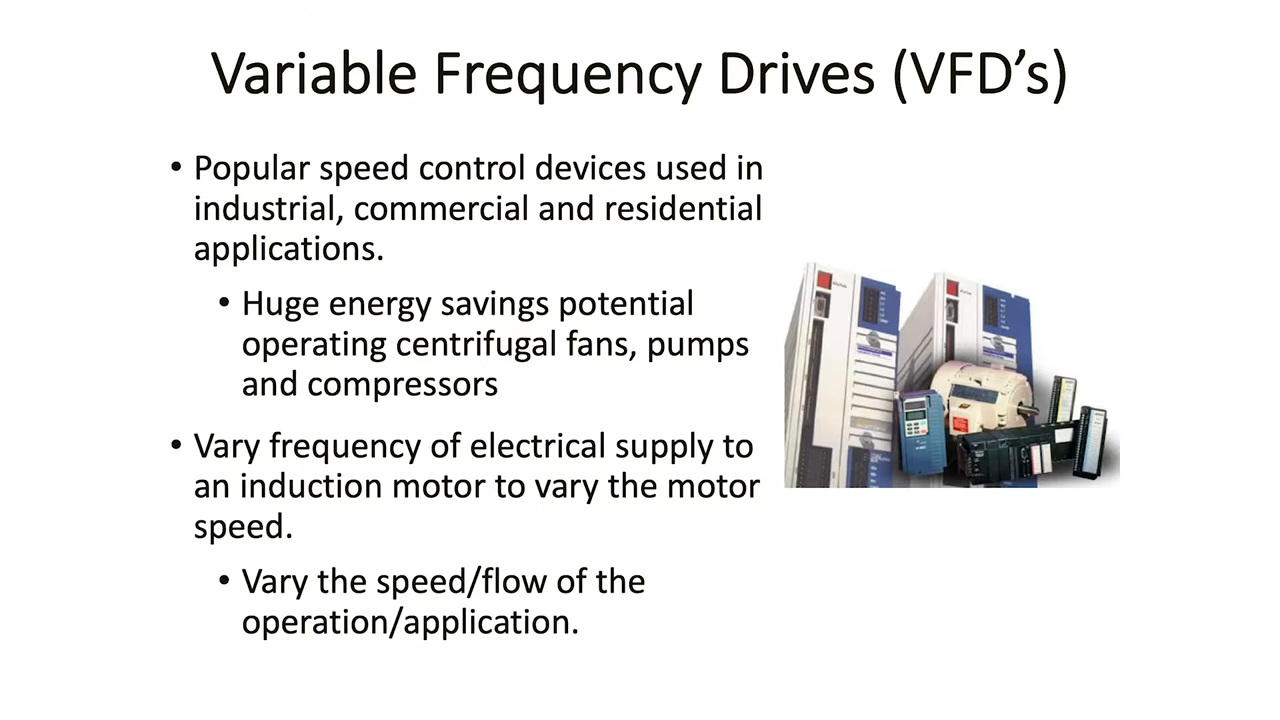 Variable Frequency Drives (VFD’s)
• Popular speed control devices used in
industrial, commercial and residential
applications.
• Huge energy savings potential
operating centrifugal fans, pumps
and compressors
• Vary frequency of electrical supply to
an induction motor to vary the motor
speed.
• Vary the speed/flow of the
operation/application.